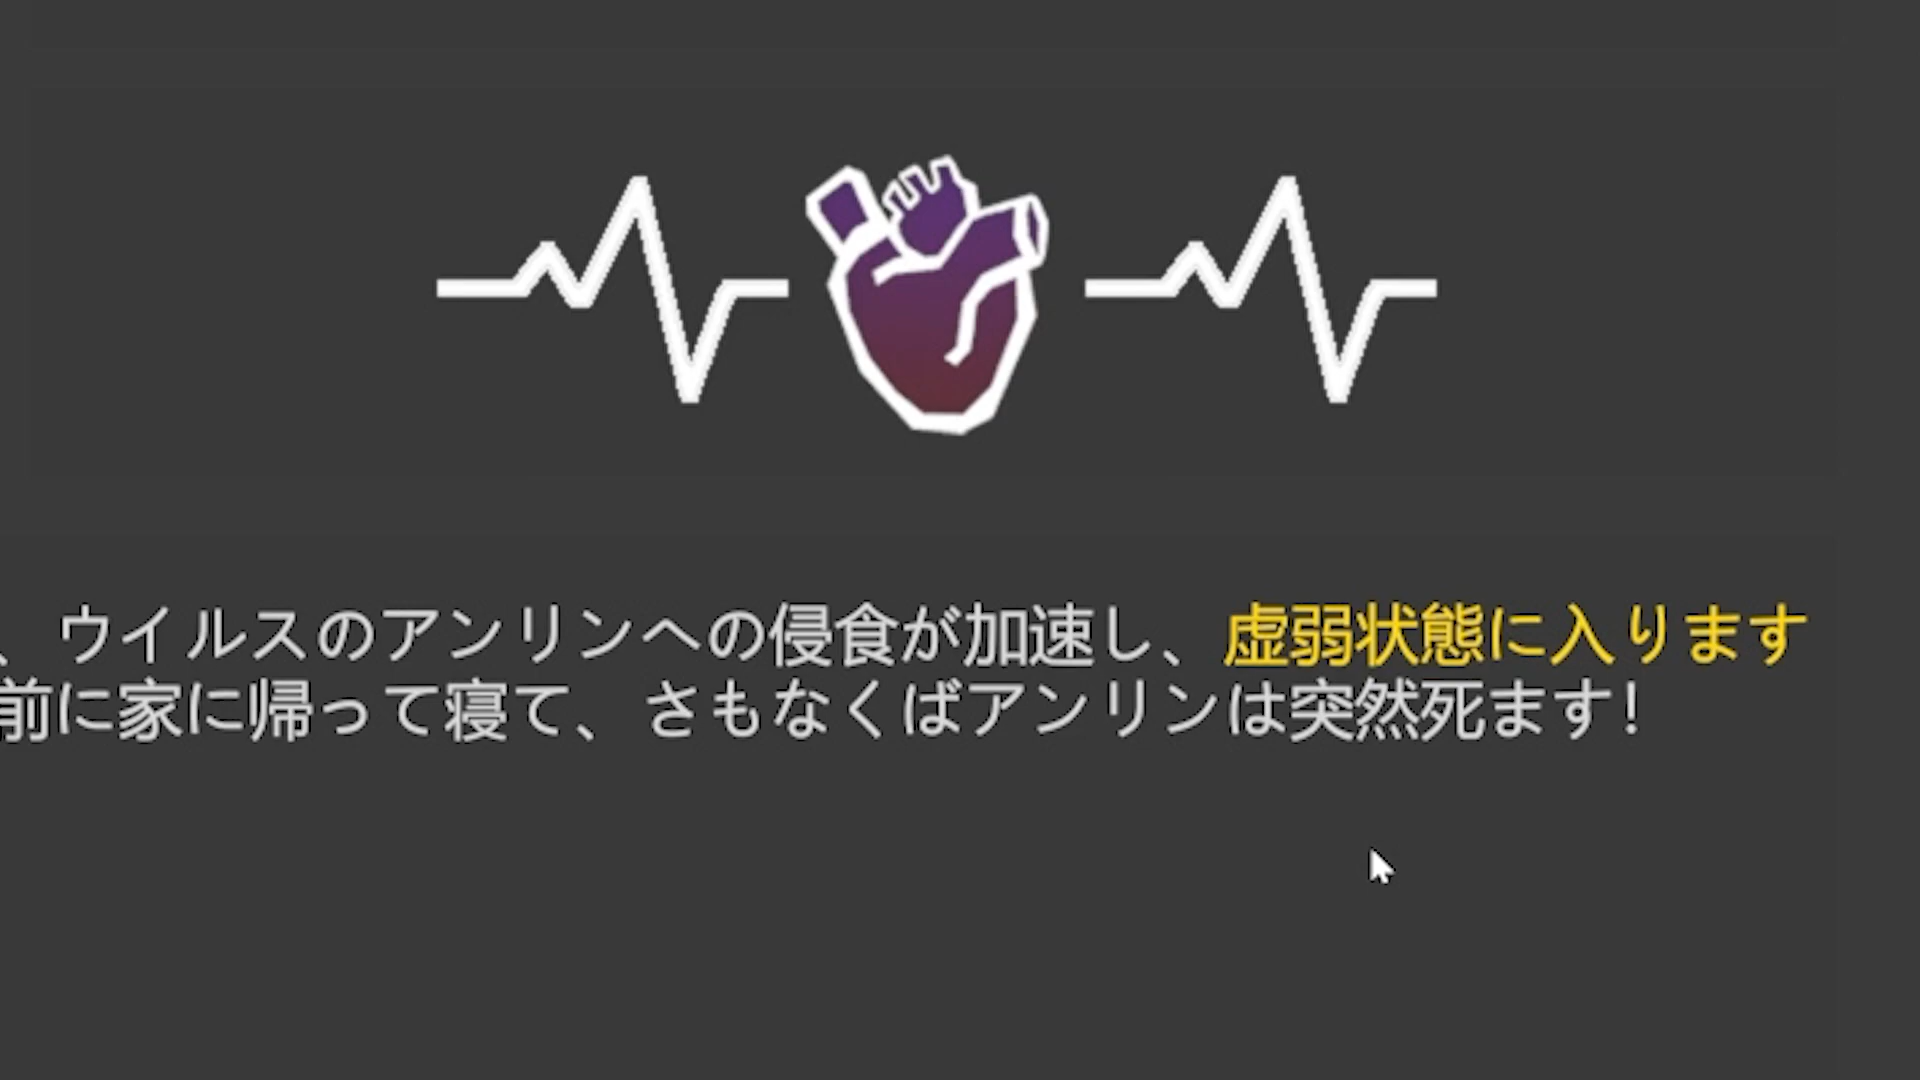 、ウイルスのアンリンへの侵食が加速し、虚弱状態に入ります
前に家に帰って寝て、さもなくばアンリンは突然死ます！